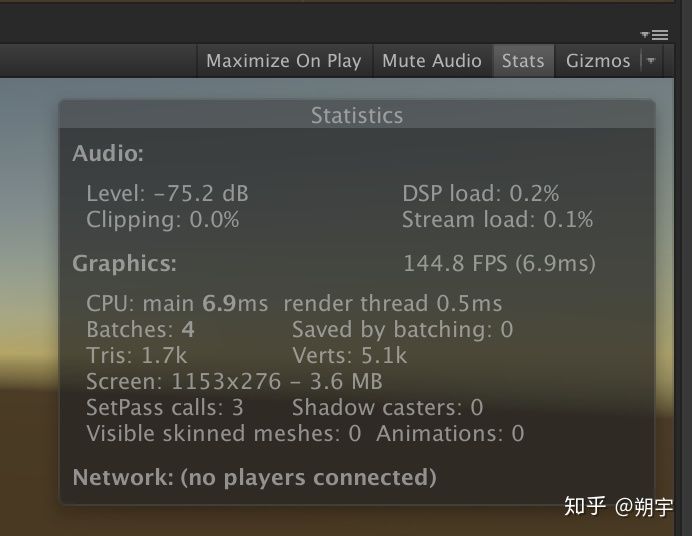 Maximize On Play Mute Audio Stats Gizmos
Statistics
Audio:
Level: -75.2 dB DSP load: 0.2%
Clipping: 0.0% Stream load: 0.1%
Graphics: 144.8 FPS (6.9ms)
CPU: main 6.9ms render thread 0.5ms
Batches: 4 Saved by batching: 0
Tris: 1.7k Verts: 5.1k
Screen: 1153x276 - 3.6 MB
SetPass calls: 3 Shadow casters: 0
Visible skinned meshes: 0 Animations: 0
Network: (no players connected)
知乎 @朔宇